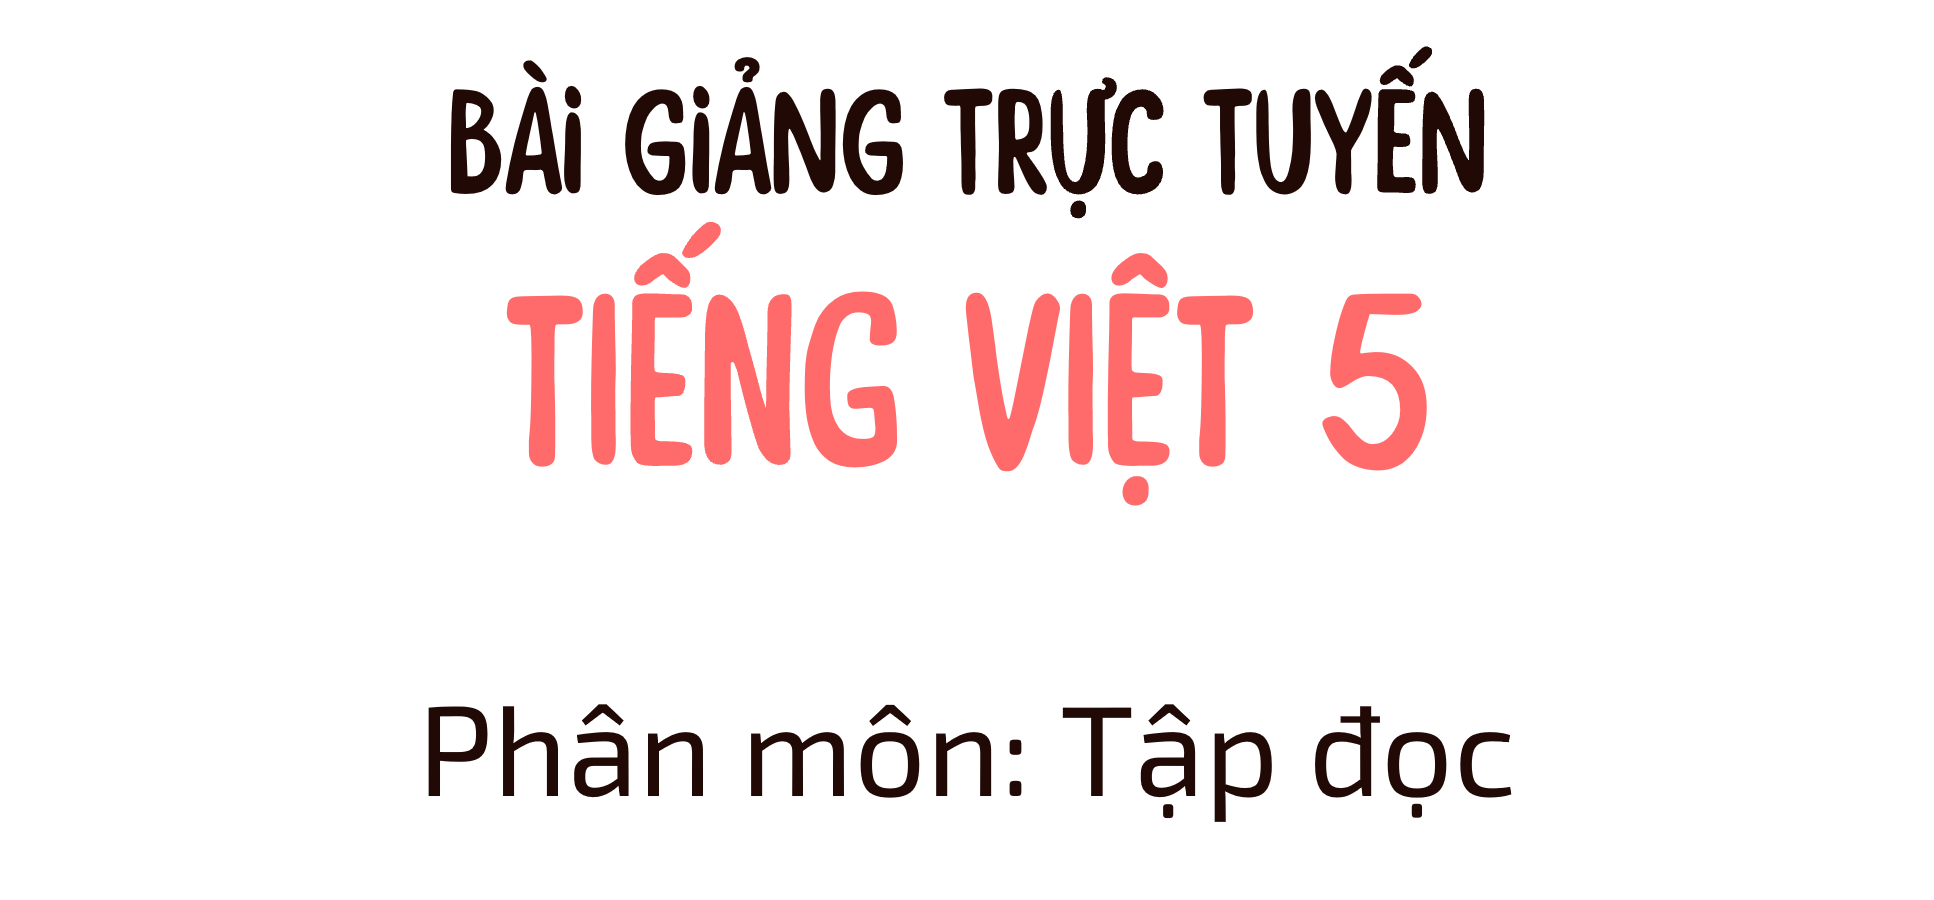 BÀI GIẢNG TRỰC TUYẾN
TIẾNG VIỆT 5
Phân môn: Tập đọc